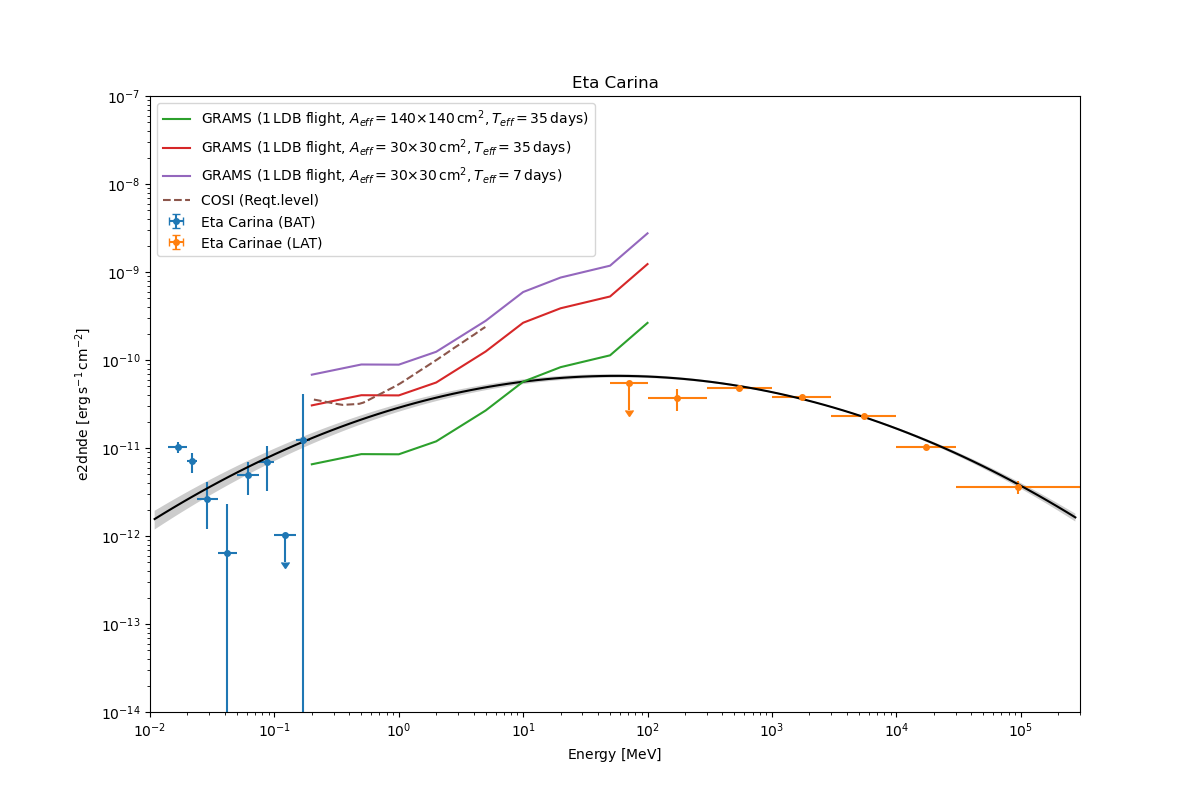 Eta Carina
10⁻⁷
10⁻⁸
10⁻⁹
10⁻¹⁰
10⁻¹¹
10⁻¹²
10⁻¹³
10⁻¹⁴
e2dnde [erg s⁻¹ cm⁻²]
GRAMS (1 LDB flight, A_eff = 140×140 cm², T_eff = 35 days)
GRAMS (1 LDB flight, A_eff = 30×30 cm², T_eff = 35 days)
GRAMS (1 LDB flight, A_eff = 30×30 cm², T_eff = 7 days)
COSI (Reqt.level)
Eta Carina (BAT)
Eta Carinae (LAT)
10⁻² 10⁻¹ 10⁰ 10¹ 10² 10³ 10⁴ 10⁵
Energy [MeV]